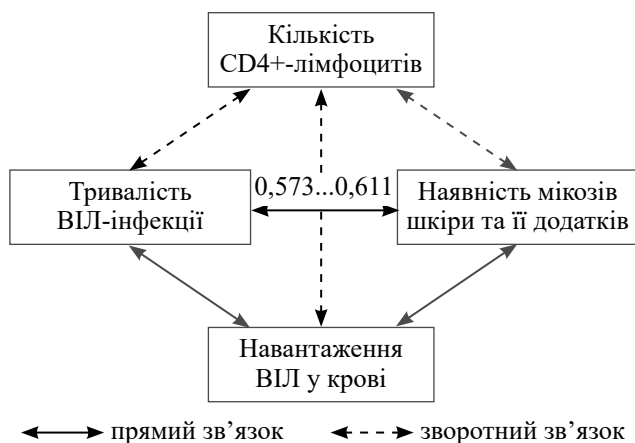 Кількість
CD4+-лімфоцитів
Тривалість
ВІЛ-інфекції
0,573...0,611
Наявність мікозів
шкіри та її додатків
Навантаження
ВІЛ у крові
прямий зв’язок
зворотний зв’язок